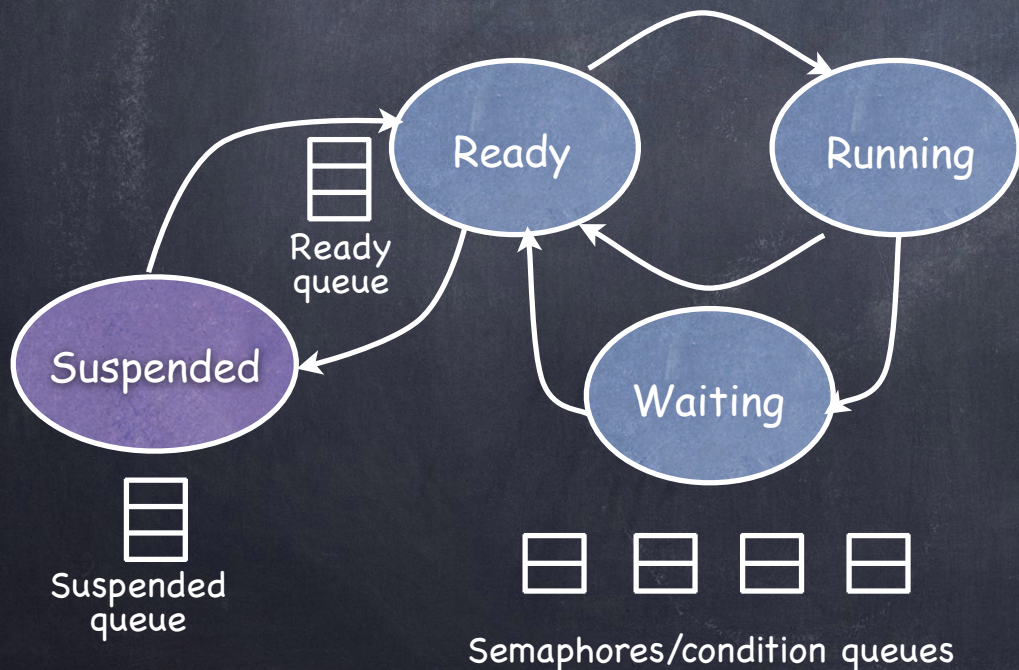 Ready
Running
Ready
queue
Suspended
Waiting
Suspended
queue
Semaphores/condition queues